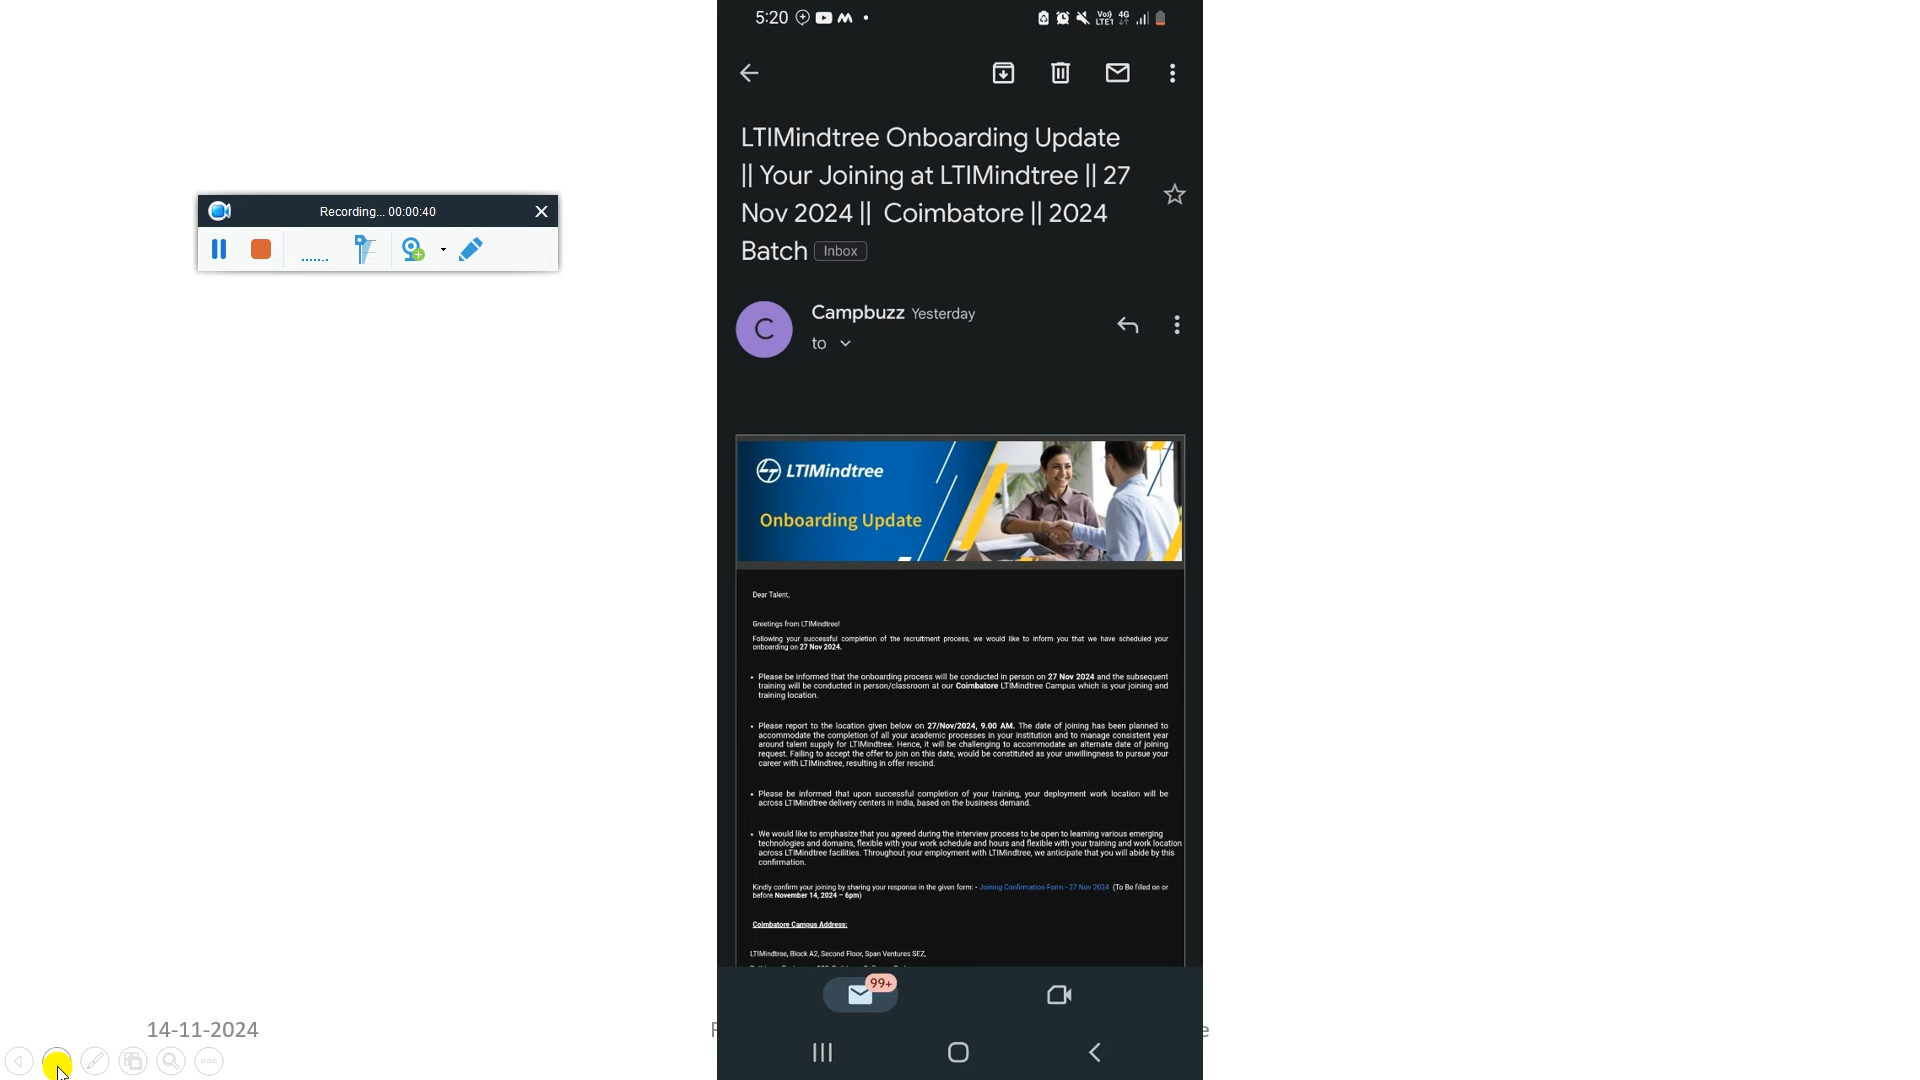 Recording... 00:00:40
5:20
Vo)) 4G
LTE1
LTIMindtree Onboarding Update
|| Your Joining at LTIMindtree || 27
Nov 2024 || Coimbatore || 2024
Batch Inbox
C
Campbuzz Yesterday
to
LTIMindtree
Onboarding Update
Dear Talent,
Greetings from LTIMindtree!
Following your successful completion of the recruitment process, we would like to inform you that we have scheduled your
onboarding on 27 Nov 2024.
• Please be informed that the onboarding process will be conducted in person on 27 Nov 2024 and the subsequent
training will be conducted in person/classroom at our Coimbatore LTIMindtree Campus which is your joining and
training location.
• Please report to the location given below on 27/Nov/2024, 9.00 AM. The date of joining has been planned to
accommodate the completion of all your academic processes in your institution and to manage consistent year
around talent supply for LTIMindtree. Hence, it will be challenging to accommodate an alternate date of joining
request. Failing to accept the offer to join on this date, would be constituted as your unwillingness to pursue your
career with LTIMindtree, resulting in offer rescind.
• Please be informed that upon successful completion of your training, your deployment work location will be
across LTIMindtree delivery centers in India, based on the business demand.
• We would like to emphasize that you agreed during the interview process to be open to learning various emerging
technologies and domains, flexible with your work schedule and hours and flexible with your training and work location
across LTIMindtree facilities. Throughout your employment with LTIMindtree, we anticipate that you will abide by this
confirmation.
Kindly confirm your joining by sharing your response in the given form: - Joining Confirmation Form - 27 Nov 2024 (To Be filled on or
before November 14, 2024 – 6pm)
Coimbatore Campus Address:
LTIMindtree, Block A2, Second Floor, Span Ventures SEZ,
99+
14-11-2024